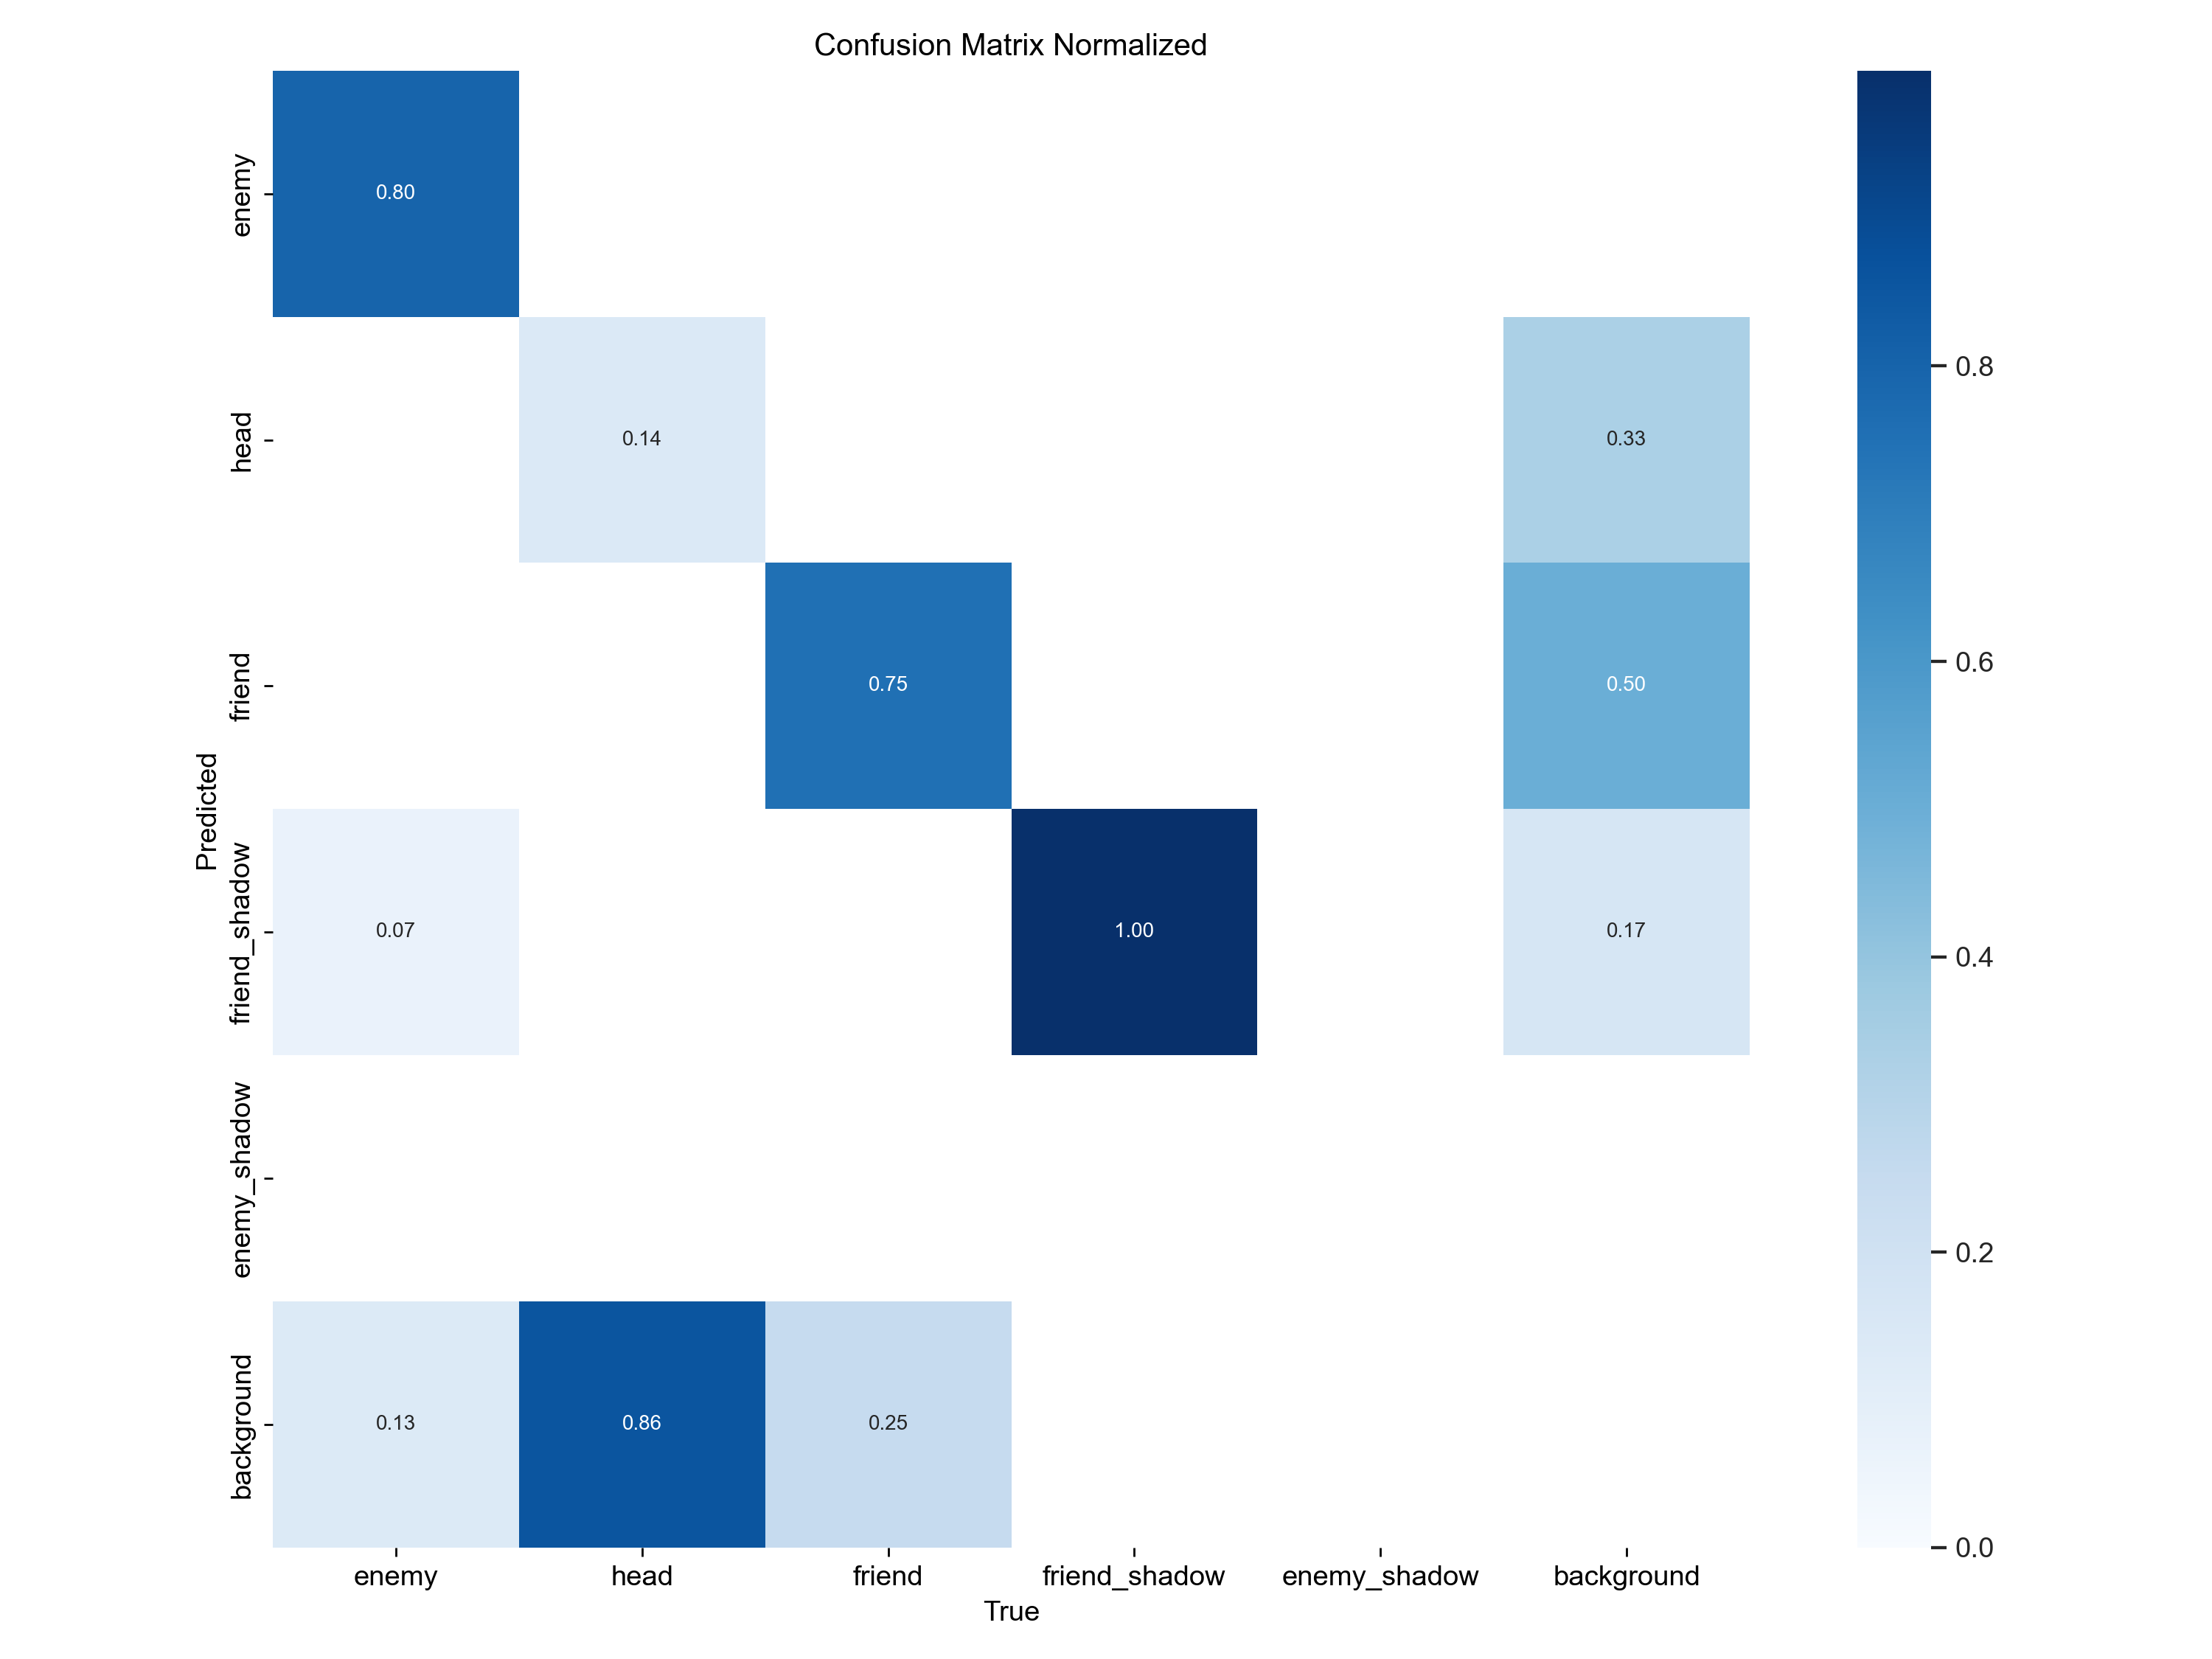 Confusion Matrix Normalized
enemy
0.80
0.8
head
0.14
0.33
0.6
friend
0.75
0.50
Predicted
friend_shadow
0.07
1.00
0.17
0.4
enemy_shadow
0.2
background
0.13
0.86
0.25
0.0
enemy
head
friend
friend_shadow
enemy_shadow
background
True